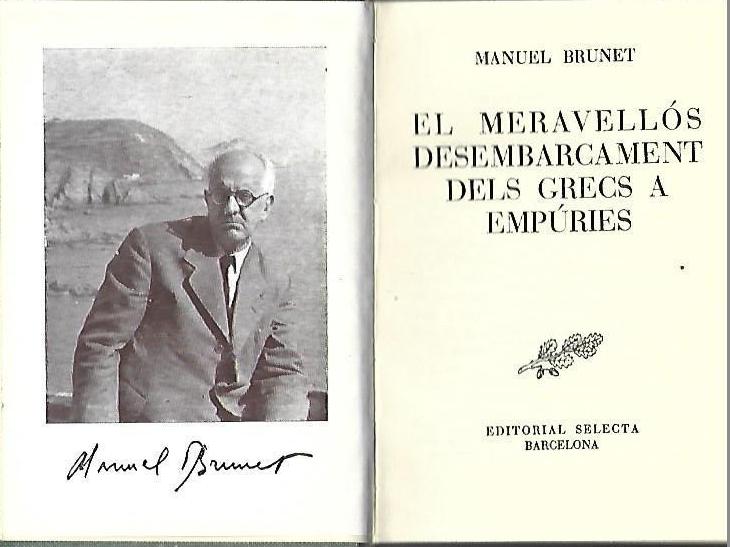 Manuel Brunet
MANUEL BRUNET
EL MERAVELLÓS
DESEMBARCAMENT
DELS GRECS A
EMPÚRIES
EDITORIAL SELECTA
BARCELONA